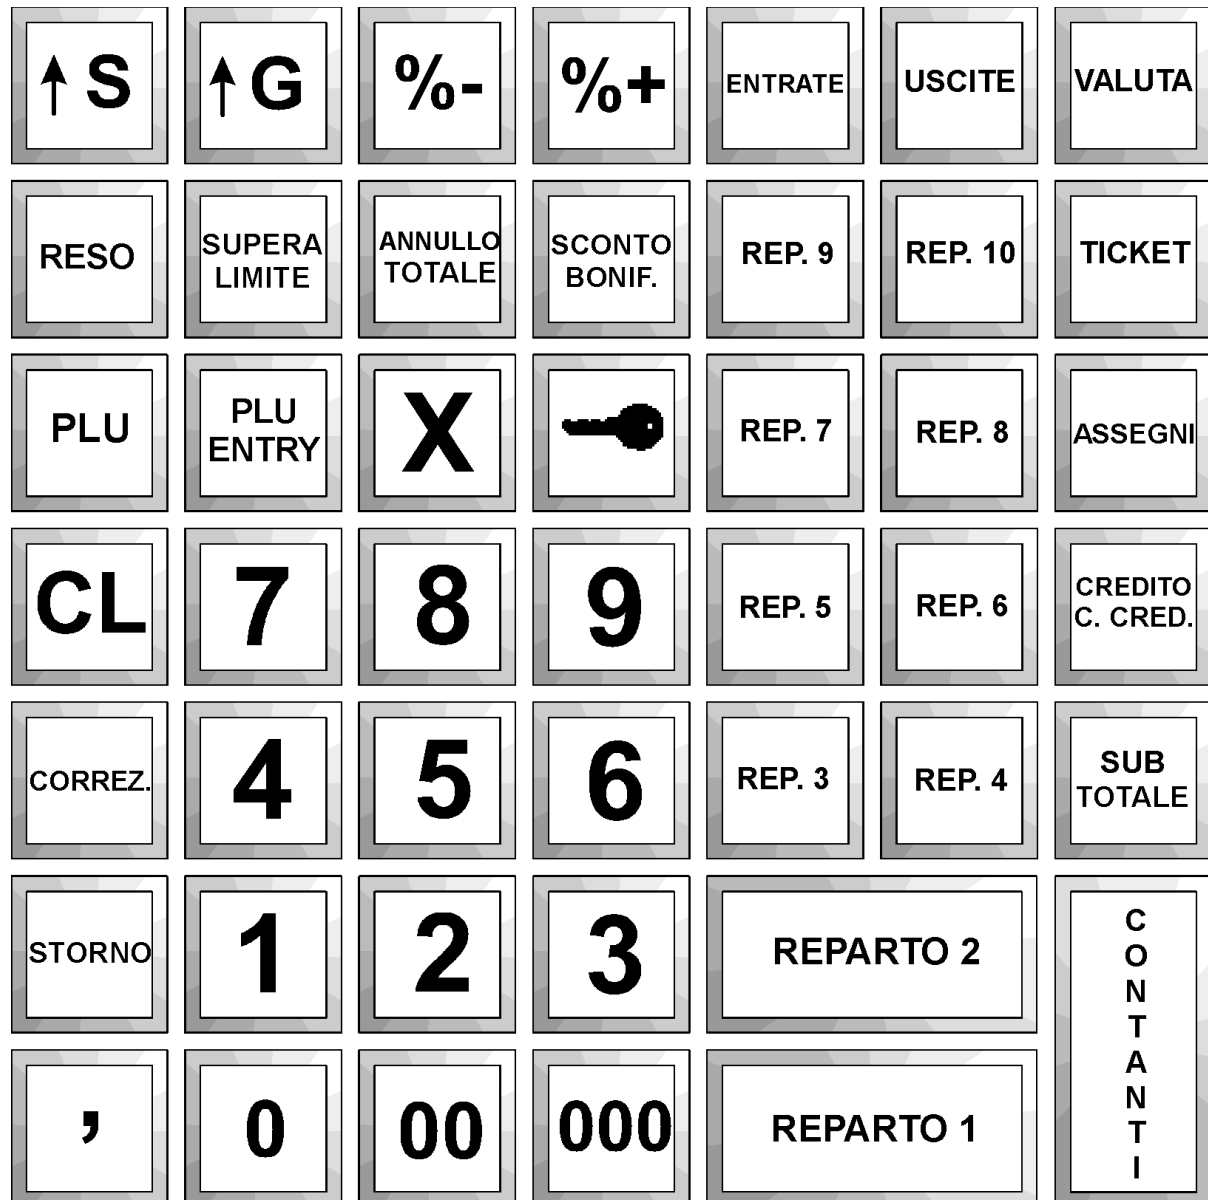 ↑ S
↑ G
%-
%+
ENTRATE
USCITE
VALUTA
RESO
SUPERA
LIMITE
ANNULLO
TOTALE
SCONTO
BONIF.
REP. 9
REP. 10
TICKET
PLU
PLU
ENTRY
X
REP. 7
REP. 8
ASSEGNI
CL
7
8
9
REP. 5
REP. 6
CREDITO
C. CRED.
CORREZ.
4
5
6
REP. 3
REP. 4
SUB
TOTALE
STORNO
1
2
3
REPARTO 2
CONTANTI
,
0
00
000
REPARTO 1